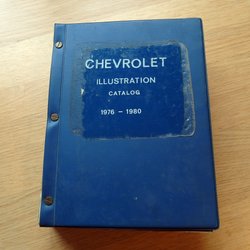 CHEVROLET
ILLUSTRATION
CATALOG
1976 - 1980